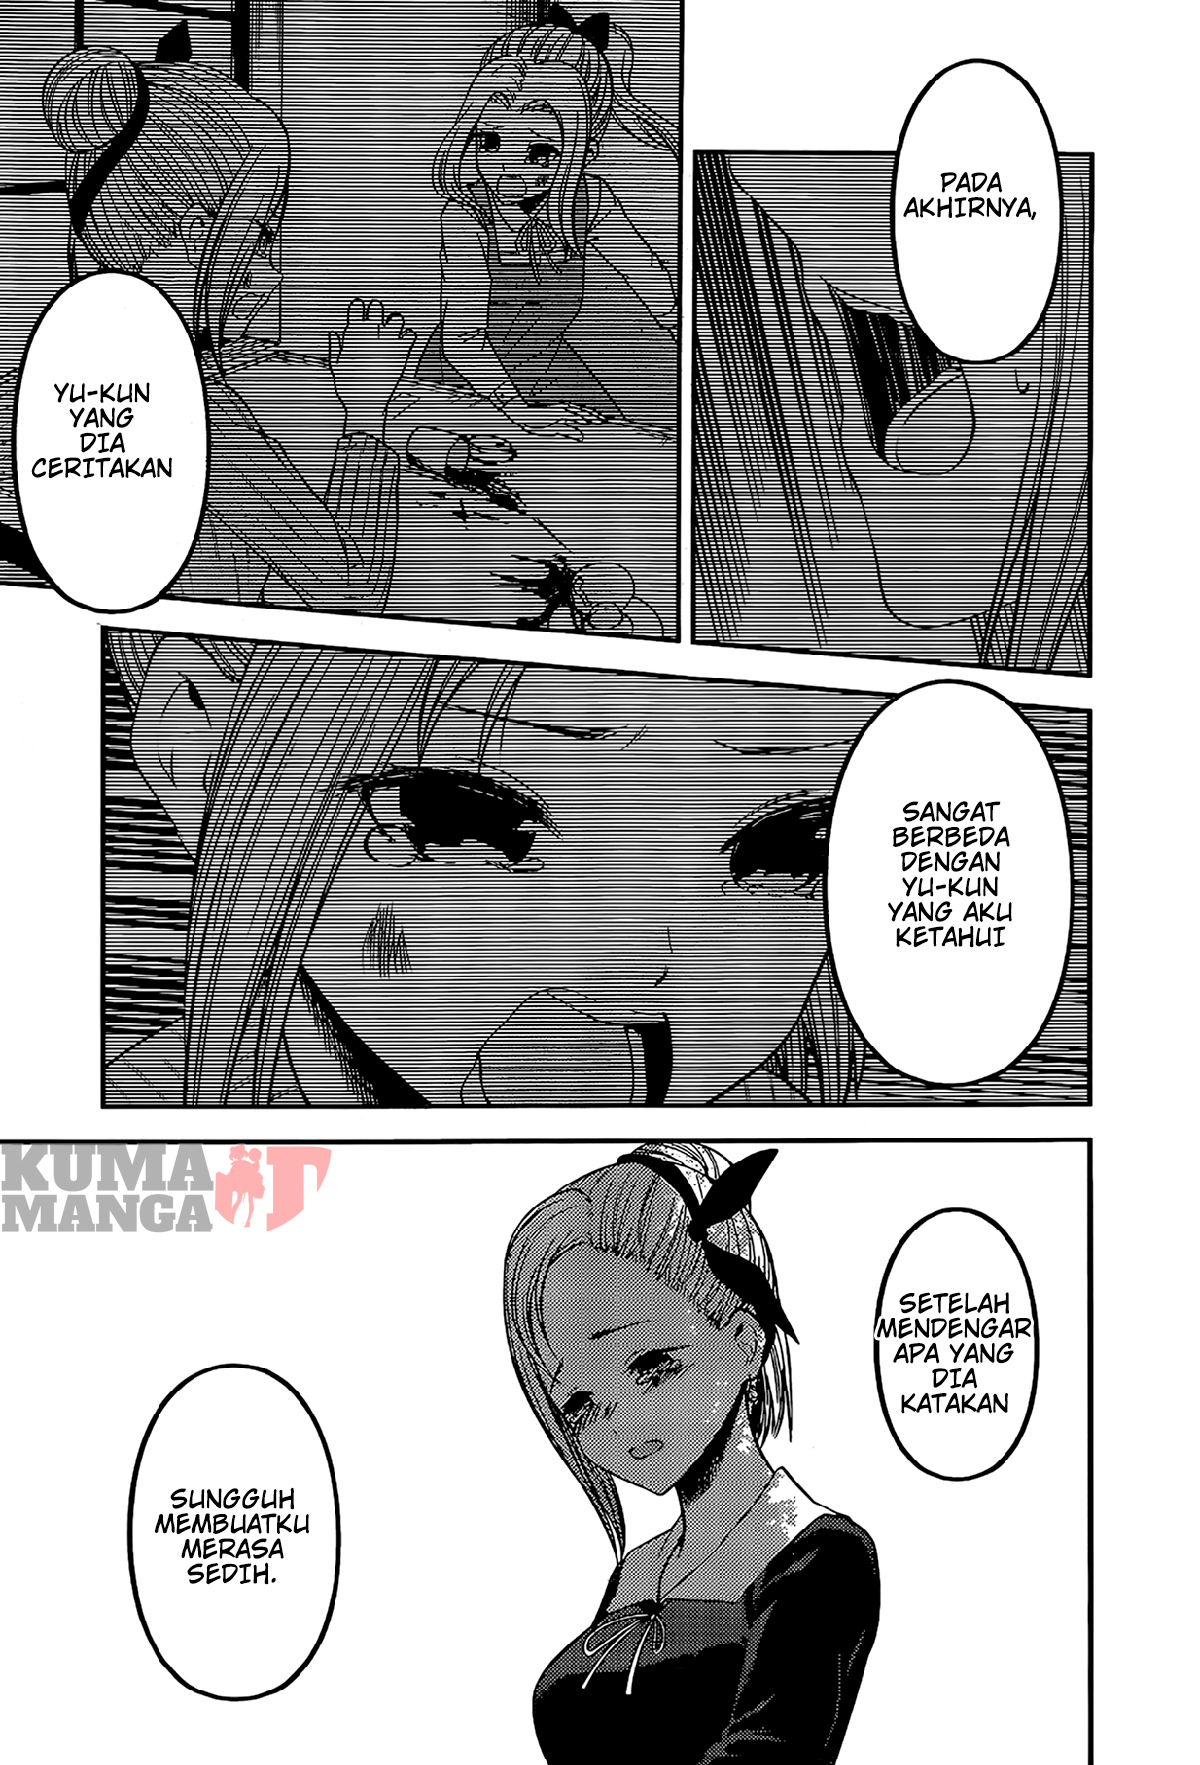 PADA
AKHIRNYA,
YU-KUN
YANG
DIA
CERITAKAN
SANGAT
BERBEDA
DENGAN
YU-KUN
YANG AKU
KETAHUI
KUMA
MANGA
SETELAH
MENDENGAR
APA YANG
DIA
KATAKAN
SUNGGUH
MEMBUATKU
MERASA
SEDIH.